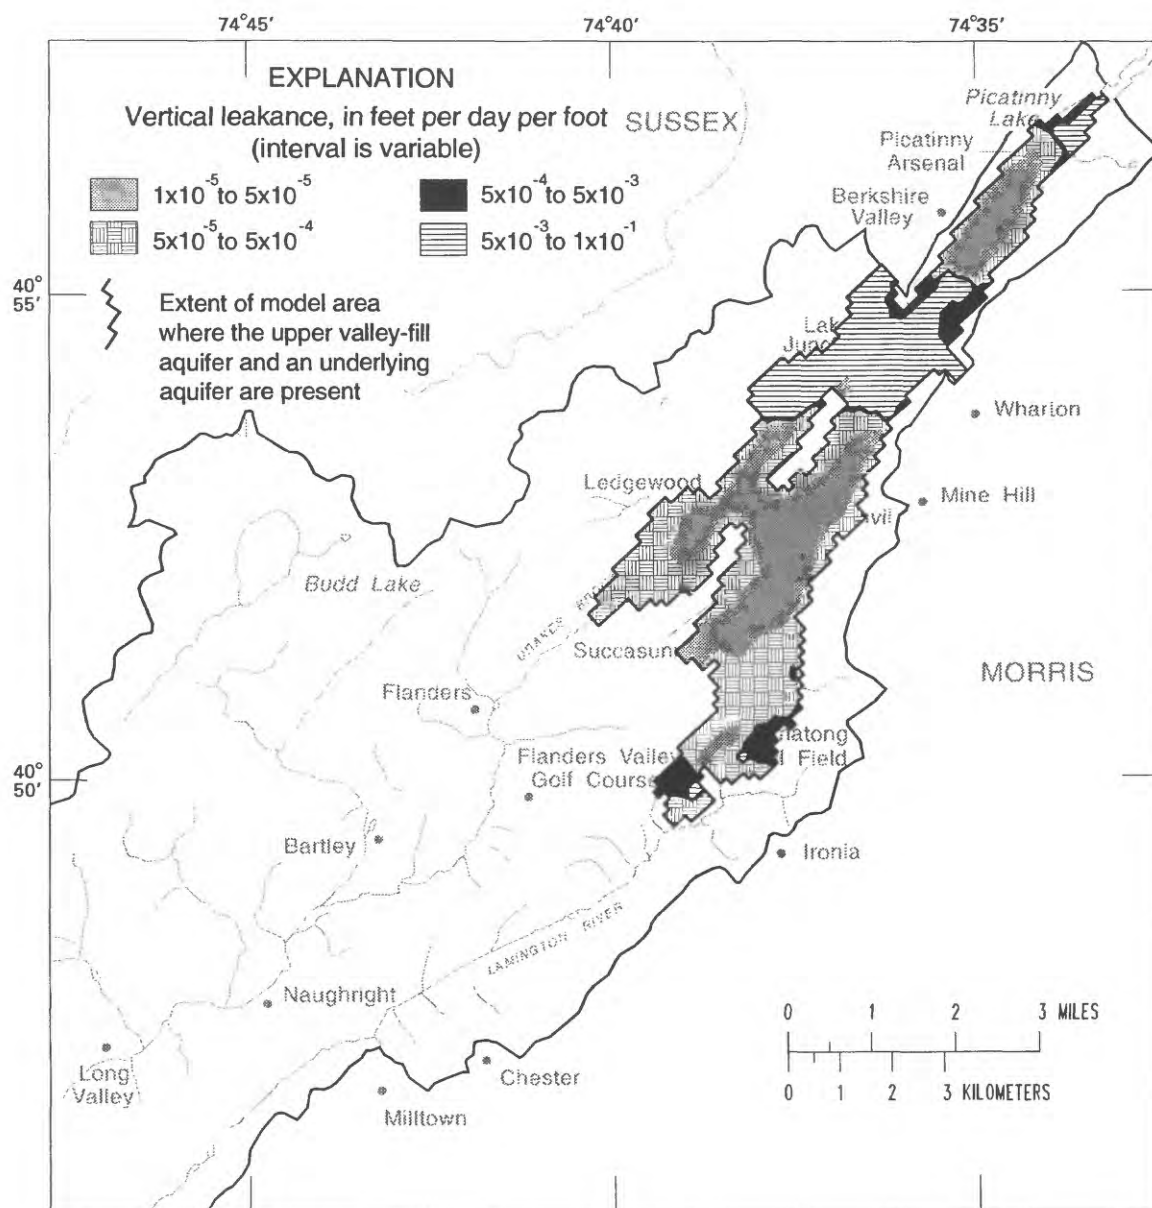 74°45′ 74°40′ 74°35′
EXPLANATION
Vertical leakance, in feet per day per foot
(interval is variable)
1x10⁻⁵ to 5x10⁻⁵
5x10⁻⁴ to 5x10⁻³
5x10⁻⁵ to 5x10⁻⁴
5x10⁻³ to 1x10⁻¹
Extent of model area
where the upper valley-fill
aquifer and an underlying
aquifer are present
SUSSEX
Picatinny
Lake
Picatinny
Arsenal
Berkshire
Valley
40°
55′
Wharton
Ledgewood
Mine Hill
Budd Lake
MORRIS
Flanders
Flanders Valley
Golf Course
Field
40°
50′
Bartley
Ironia
LAMINGTON RIVER
Naughright
Long
Valley
Chester
Milltown
0 1 2 3 MILES
0 1 2 3 KILOMETERS